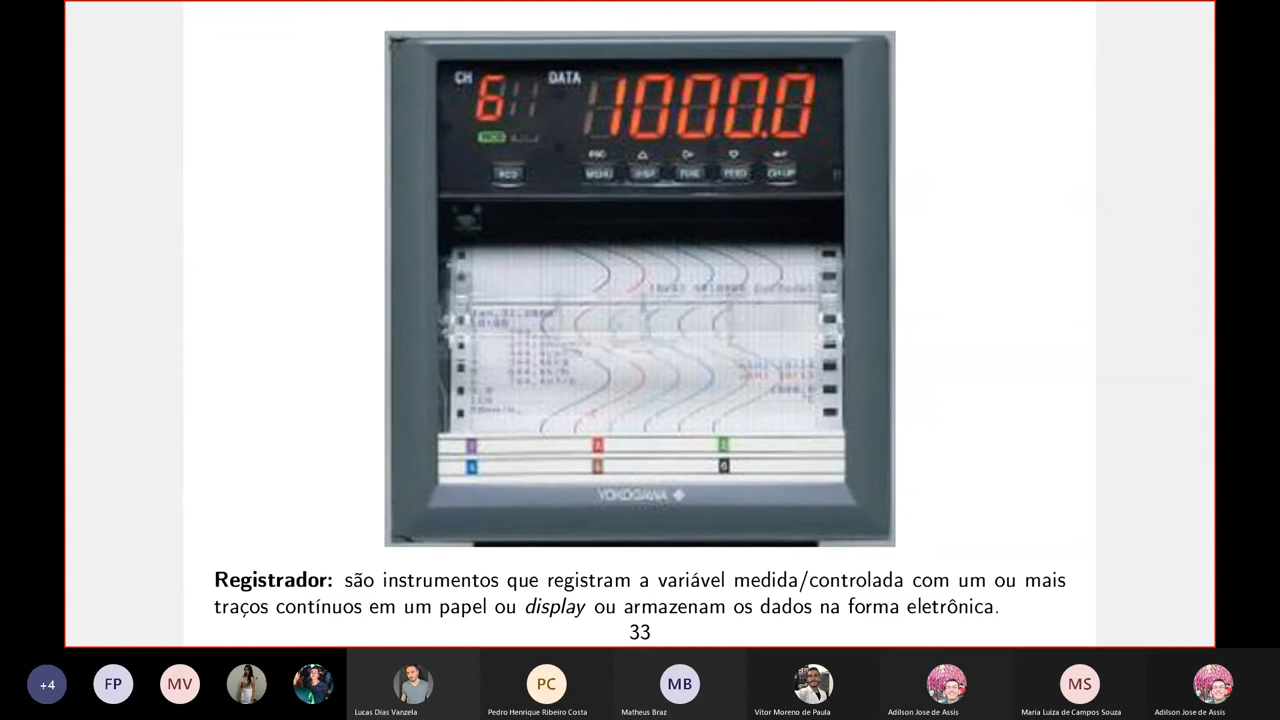 CH
DATA
6
1000.0
RCD
ESC
MENU
FUNC
FEED
CH UP
YOKOGAWA
Registrador: são instrumentos que registram a variável medida/controlada com um ou mais
traços contínuos em um papel ou display ou armazenam os dados na forma eletrônica.
33
+4
FP
MV
PC
MB
MS
Lucas Dias Vanzela
Pedro Henrique Ribeiro Costa
Matheus Braz
Vítor Moreno de Paula
Adilson Jose de Assis
Maria Luiza de Campos Souza
Adilson Jose de Assis